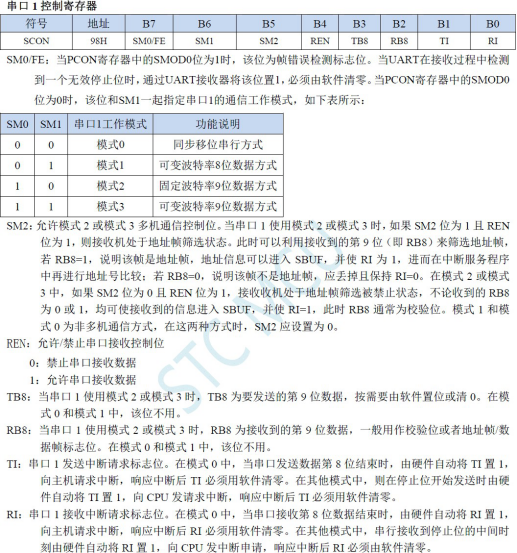 串口 1 控制寄存器
符号 地址 B7 B6 B5 B4 B3 B2 B1 B0
SCON 98H SM0/FE SM1 SM2 REN TB8 RB8 TI RI
SM0/FE：当PCON寄存器中的SMOD0位为1时，该位为帧错误检测标志位。当UART在接收过程中检测
到一个无效停止位时，通过UART接收器将该位置1，必须由软件清零。当PCON寄存器中的SMOD0
位为0时，该位和SM1一起指定串口1的通信工作模式，如下表所示：
SM0 SM1 串口1工作模式 功能说明
0 0 模式0 同步移位串行方式
0 1 模式1 可变波特率8位数据方式
1 0 模式2 固定波特率9位数据方式
1 1 模式3 可变波特率9位数据方式
SM2：允许模式 2 或模式 3 多机通信控制位。当串口 1 使用模式 2 或模式 3 时，如果 SM2 位为 1 且 REN
位为 1，则接收机处于地址帧筛选状态。此时可以利用接收到的第 9 位（即 RB8）来筛选地址帧，
若 RB8=1，说明该帧是地址帧，地址信息可以进入 SBUF，并使 RI 为 1，进而在中断服务程序
中再进行地址号比较；若 RB8=0，说明该帧不是地址帧，应丢掉且保持 RI=0。在模式 2 或模式
3 中，如果 SM2 位为 0 且 REN 位为 1，接收收机处于地址帧筛选被禁止状态，不论收到的 RB8
为 0 或 1，均可使接收到的信息进入 SBUF，并使 RI=1，此时 RB8 通常为校验位。模式 1 和模
式 0 为非多机通信方式，在这两种方式时，SM2 应设置为 0。
REN：允许/禁止串口接收控制位
0：禁止串口接收数据
1：允许串口接收数据
TB8：当串口 1 使用模式 2 或模式 3 时，TB8 为要发送的第 9 位数据，按需要由软件置位或清 0。在模
式 0 和模式 1 中，该位不用。
RB8：当串口 1 使用模式 2 或模式 3 时，RB8 为接收到的第 9 位数据，一般用作校验位或者地址帧/数
据帧标志位。在模式 0 和模式 1 中，该位不用。
TI：串口 1 发送中断请求标志位。在模式 0 中，当串口发送数据第 8 位结束时，由硬件自动将 TI 置 1，
向主机请求中断，响应中断后 TI 必须用软件清零。在其他模式中，则在停止位开始发送时由硬
件自动将 TI 置 1，向 CPU 发请求中断，响应中断后 TI 必须用软件清零。
RI：串口 1 接收中断请求标志位。在模式 0 中，当串口接收第 8 位数据结束时，由硬件自动将 RI 置 1，
向主机请求中断，响应中断后 RI 必须用软件清零。在其他模式中，串行接收到停止位的中间时
刻由硬件自动将 RI 置 1，向 CPU 发中断申请，响应中断后 RI 必须由软件清零。
STC MCU